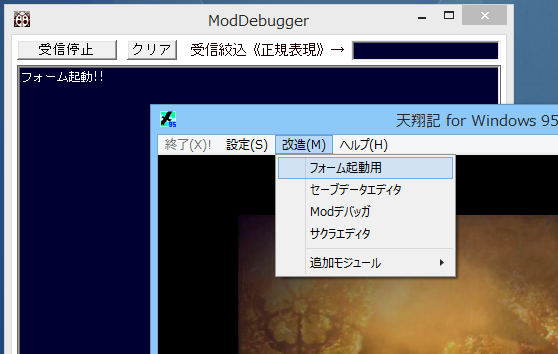 ModDebugger
受信停止 クリア 受信絞込《正規表現》→
フォーム起動!!
95
天翔記 for Windows 95
終了(X)! 設定(S) 改造(M) ヘルプ(H)
フォーム起動用
セーブデータエディタ
Modデバッガ
サクラエディタ
追加モジュール